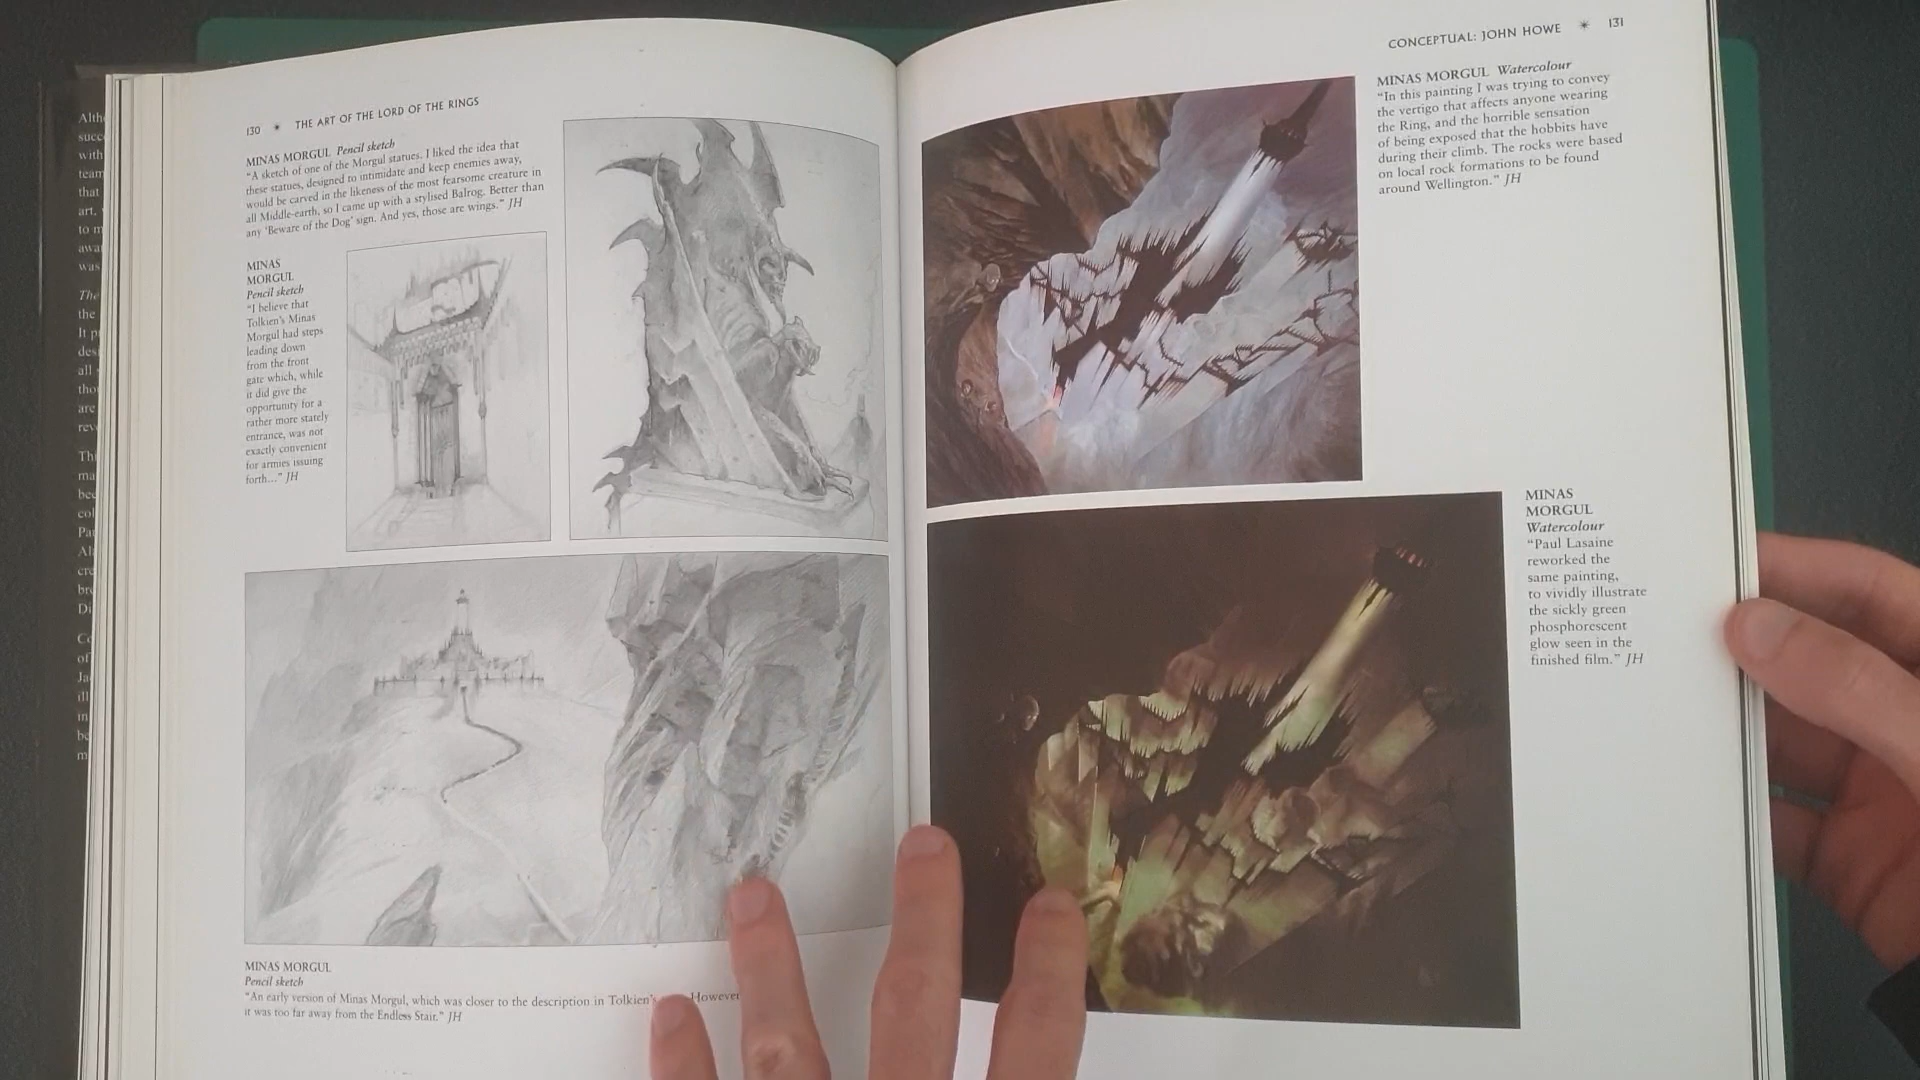 130 * THE ART OF THE LORD OF THE RINGS
MINAS MORGUL Pencil sketch
"A sketch of one of the Morgul statues. I liked the idea that
these statues, designed to intimidate and keep enemies away,
would be carved in the likeness of the most fearsome creature in
all Middle-earth, so I came up with a stylised Balrog. Better than
any 'Beware of the Dog' sign. And yes, those are wings." JH
MINAS
MORGUL
Pencil sketch
"I believe that
Tolkien's Minas
Morgul had steps
leading down
from the front
gate which, while
it did give the
opportunity for a
rather more stately
entrance, was not
exactly convenient
for armies issuing
forth..." JH
MINAS MORGUL
Pencil sketch
"An early version of Minas Morgul, which was closer to the description in Tolkien's However
it was too far away from the Endless Stair." JH
CONCEPTUAL: JOHN HOWE * 131
MINAS MORGUL Watercolour
"In this painting I was trying to convey
the vertigo that affects anyone wearing
the Ring, and the horrible sensation
of being exposed that the hobbits have
during their climb. The rocks were based
on local rock formations to be found
around Wellington." JH
MINAS
MORGUL
Watercolour
"Paul Lasaine
reworked the
same painting,
to vividly illustrate
the sickly green
phosphorescent
glow seen in the
finished film." JH